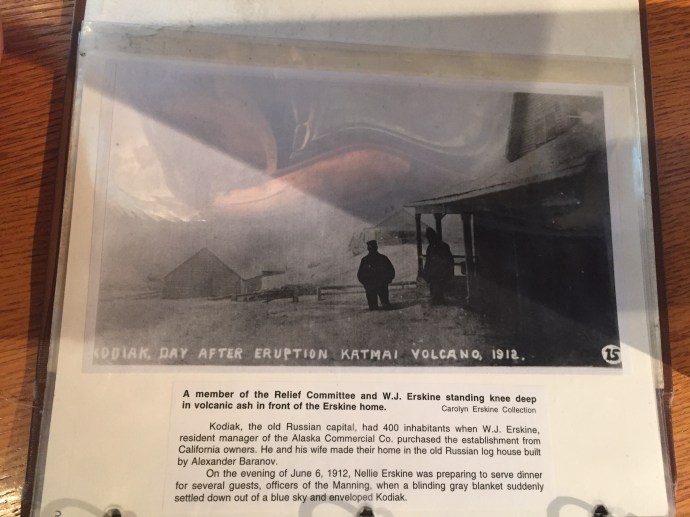 KODIAK, DAY AFTER ERUPTION KATMAI VOLCANO, 1912.
15
A member of the Relief Committee and W.J. Erskine standing knee deep
in volcanic ash in front of the Erskine home. Carolyn Erskine Collection
Kodiak, the old Russian capital, had 400 inhabitants when W.J. Erskine,
resident manager of the Alaska Commercial Co. purchased the establishment from
California owners. He and his wife made their home in the old Russian log house built
by Alexander Baranov.
On the evening of June 6, 1912, Nellie Erskine was preparing to serve dinner
for several guests, officers of the Manning, when a blinding gray blanket suddenly
settled down out of a blue sky and enveloped Kodiak.